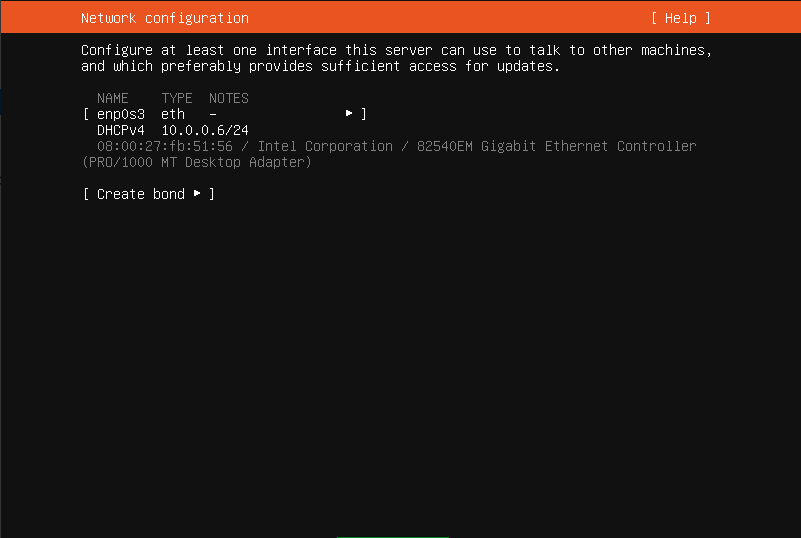 Network configuration [ Help ]
Configure at least one interface this server can use to talk to other machines,
and which preferably provides sufficient access for updates.
NAME TYPE NOTES
[ enp0s3 eth - ▸ ]
DHCPv4 10.0.0.6/24
08:00:27:fb:51:56 / Intel Corporation / 82540EM Gigabit Ethernet Controller
(PRO/1000 MT Desktop Adapter)
[ Create bond ▸ ]